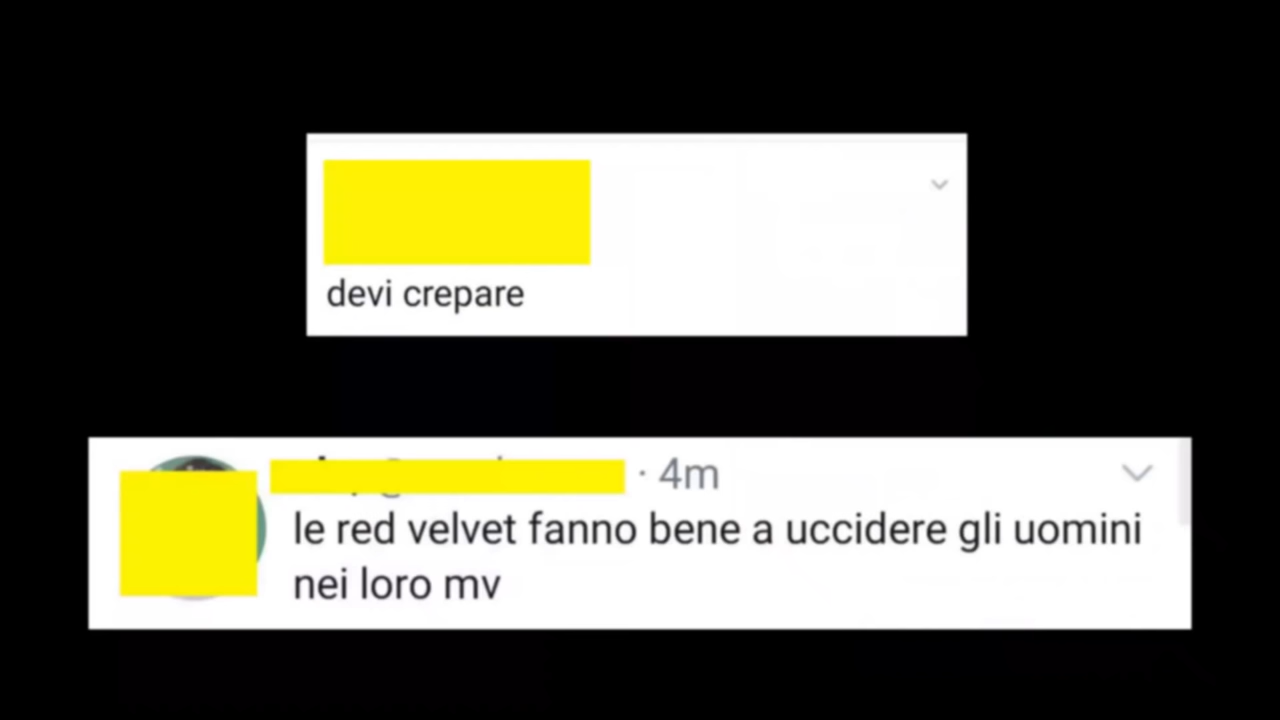 devi crepare
· 4m
le red velvet fanno bene a uccidere gli uomini
nei loro mv